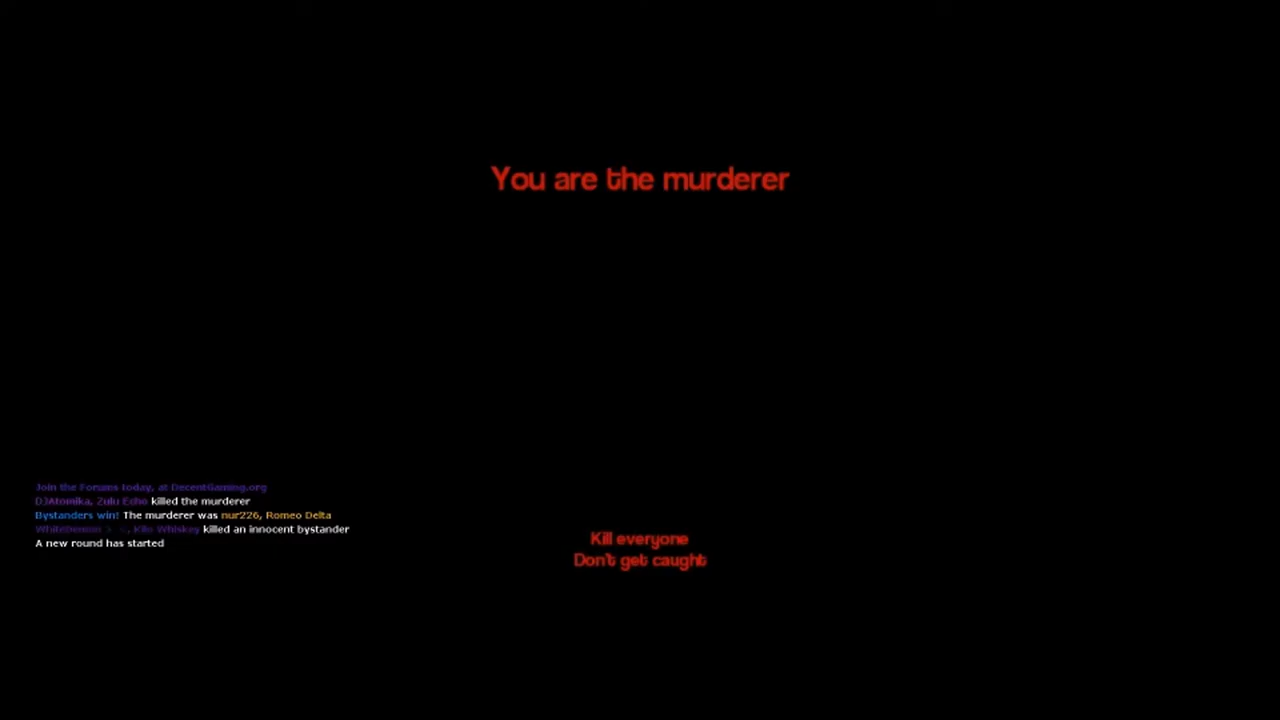 You are the murderer
Join the Forums today, at DecentGaming.org
DJAtomika, Zulu Echo killed the murderer
Bystanders win! The murderer was nur226, Romeo Delta
Kilo Whiskey killed an innocent bystander
A new round has started
Kill everyone
Don't get caught